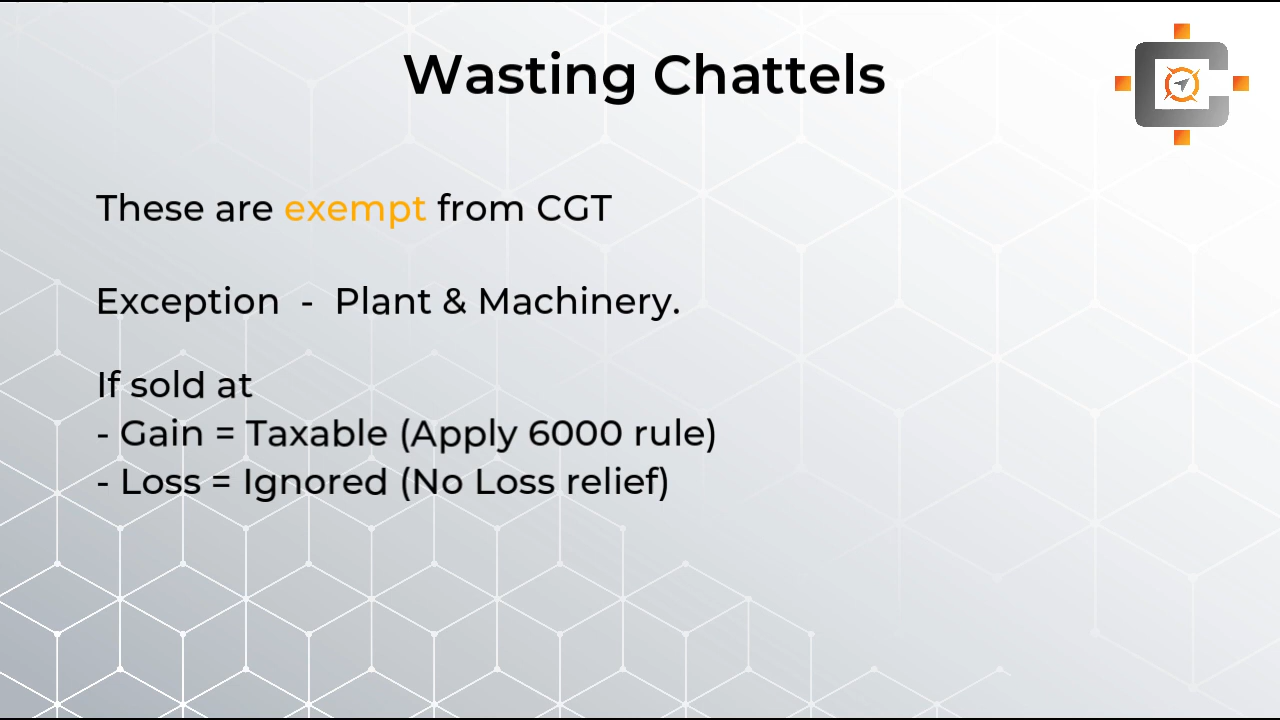 Wasting Chattels
These are exempt from CGT
Exception - Plant & Machinery.
If sold at
- Gain = Taxable (Apply 6000 rule)
- Loss = Ignored (No Loss relief)